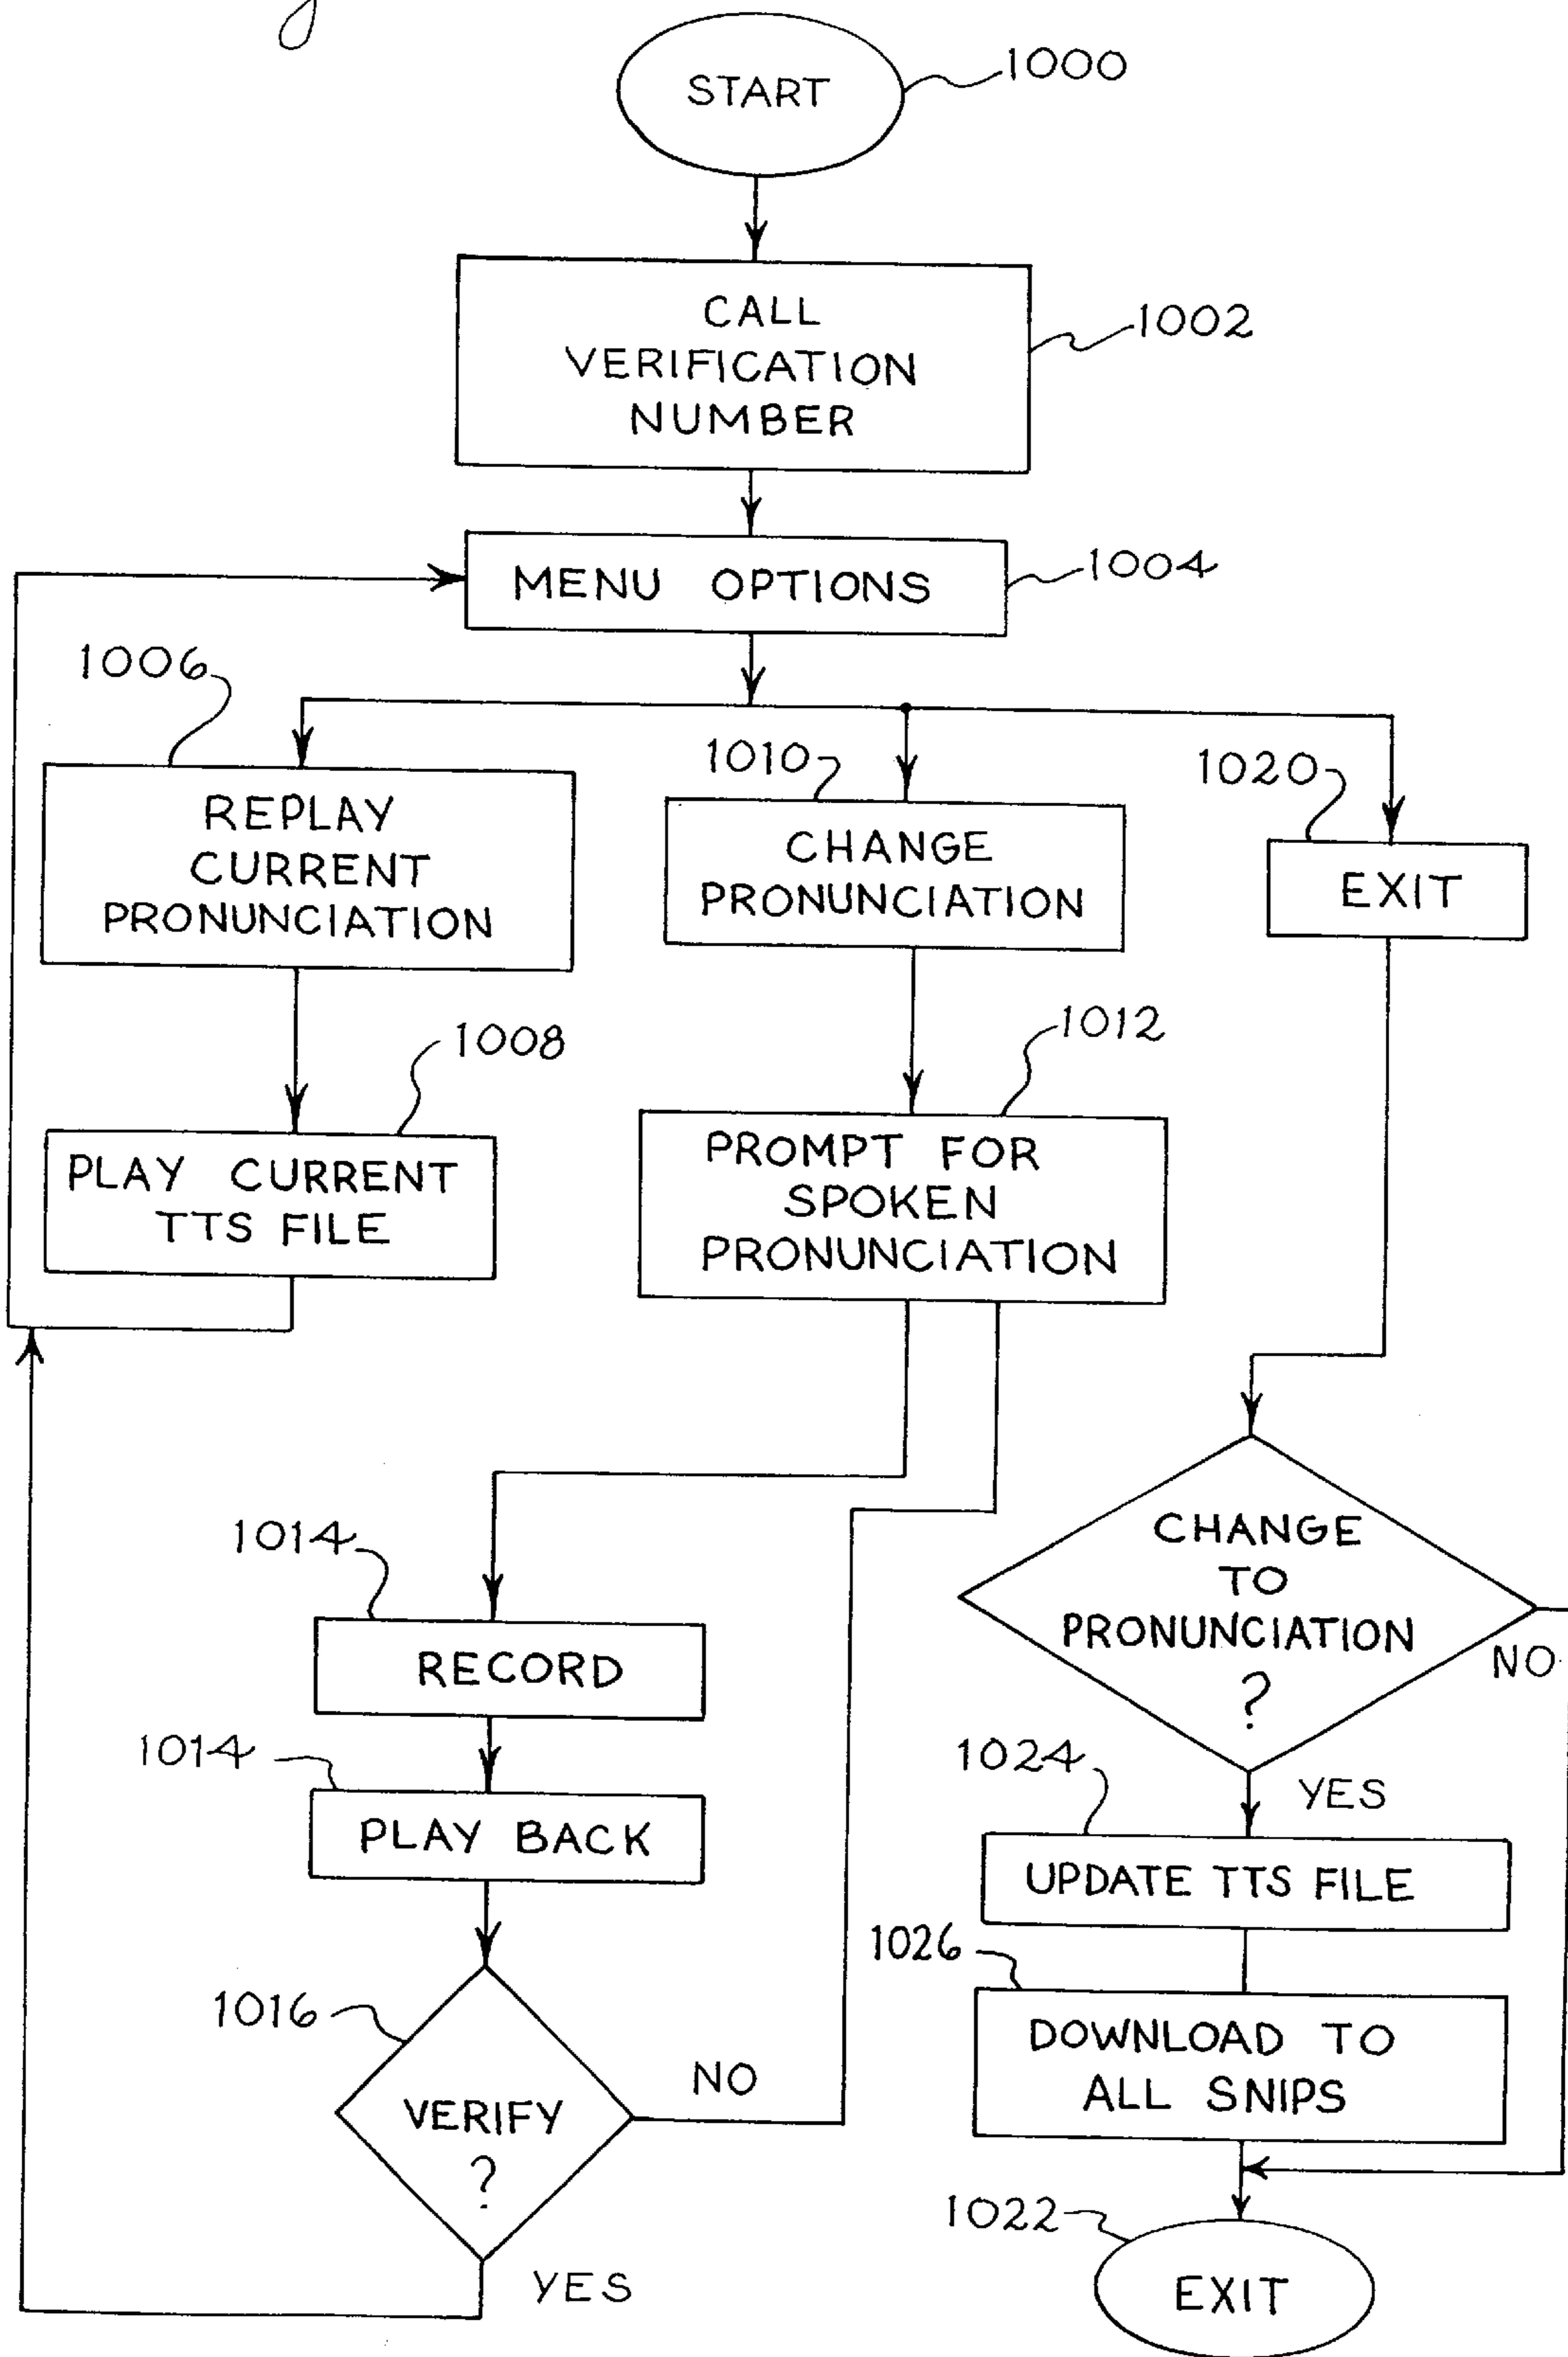 START
1000
CALL
VERIFICATION
NUMBER
1002
MENU OPTIONS
1004
1006
REPLAY
CURRENT
PRONUNCIATION
1010
CHANGE
PRONUNCIATION
1020
EXIT
1008
PLAY CURRENT
TTS FILE
1012
PROMPT FOR
SPOKEN
PRONUNCIATION
1014
RECORD
1014
PLAY BACK
1016
VERIFY
?
NO
YES
CHANGE
TO
PRONUNCIATION
?
NO
YES
1024
UPDATE TTS FILE
1026
DOWNLOAD TO
ALL SNIPS
1022
EXIT